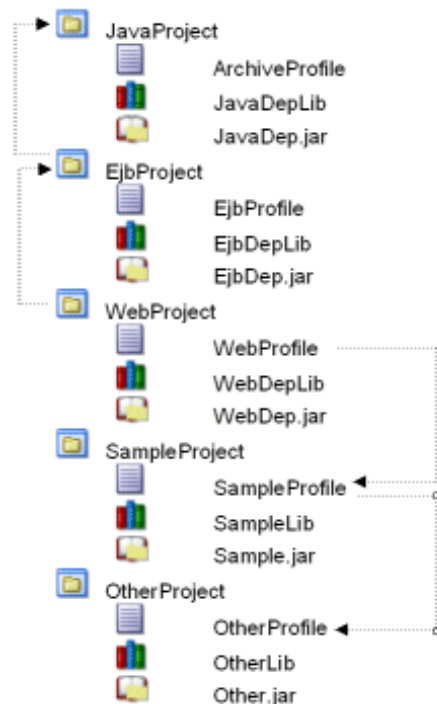 JavaProject
ArchiveProfile
JavaDepLib
JavaDep.jar
EjbProject
EjbProfile
EjbDepLib
EjbDep.jar
WebProject
WebProfile
WebDepLib
WebDep.jar
SampleProject
SampleProfile
SampleLib
Sample.jar
OtherProject
OtherProfile
OtherLib
Other.jar